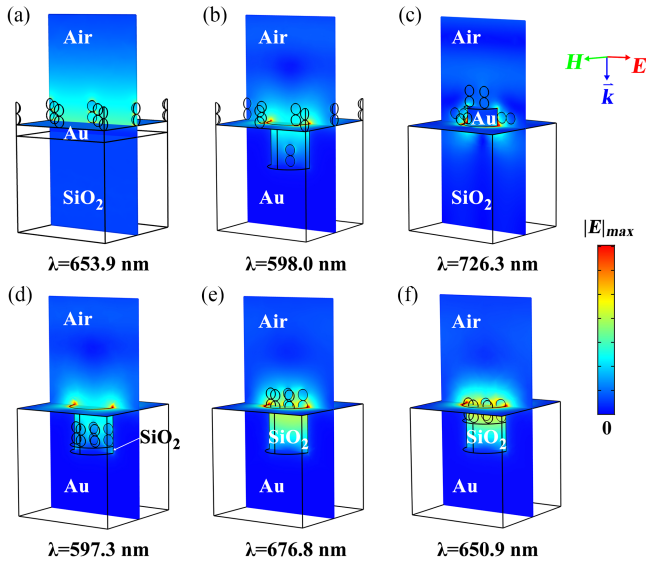 (a)
Air
Au
SiO₂
λ=653.9 nm
(b)
Air
Au
λ=598.0 nm
(c)
Air
Au
SiO₂
λ=726.3 nm
H
E
k⃗
|E|max
0
(d)
Air
SiO₂
Au
λ=597.3 nm
(e)
Air
SiO₂
Au
λ=676.8 nm
(f)
Air
SiO₂
Au
λ=650.9 nm